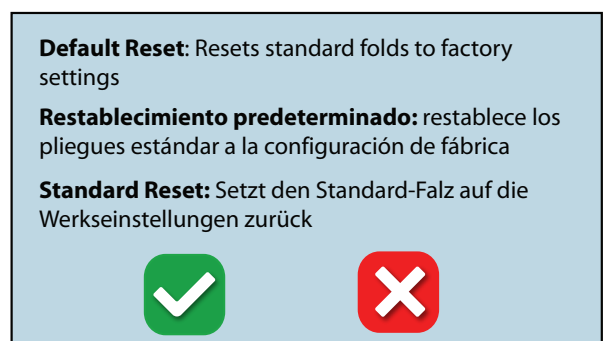 Default Reset: Resets standard folds to factory
settings
Restablecimiento predeterminado: restablece los
pliegues estándar a la configuración de fábrica
Standard Reset: Setzt den Standard-Falz auf die
Werkseinstellungen zurück